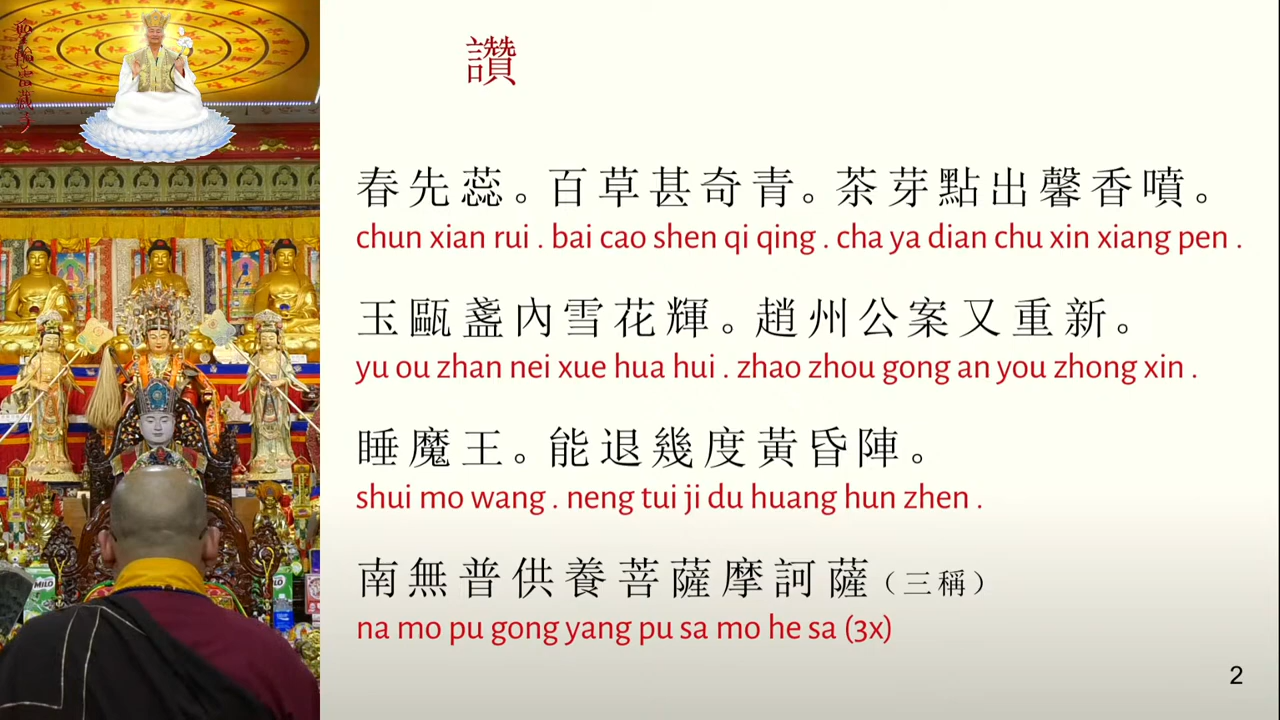 讚
春先蕊。百草甚奇青。茶芽點出馨香噴。
chun xian rui . bai cao shen qi qing . cha ya dian chu xin xiang pen .
玉甌盞內雪花輝。趙州公案又重新。
yu ou zhan nei xue hua hui . zhao zhou gong an you zhong xin .
睡魔王。能退幾度黃昏陣。
shui mo wang . neng tui ji du huang hun zhen .
南無普供養菩薩摩訶薩（三稱）
na mo pu gong yang pu sa mo he sa (3x)
MILO
MILO
2